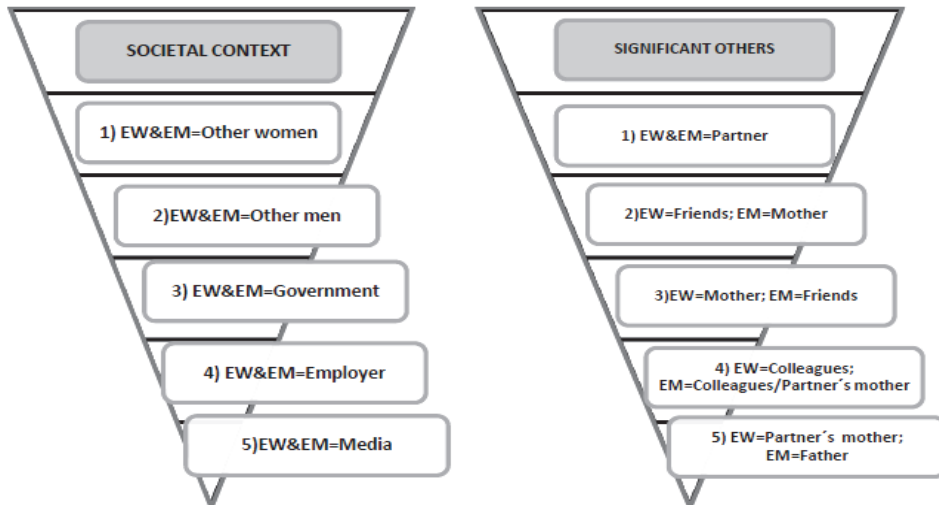 SOCIETAL CONTEXT
1) EW&EM=Other women
2)EW&EM=Other men
3) EW&EM=Government
4) EW&EM=Employer
5)EW&EM=Media
SIGNIFICANT OTHERS
1) EW&EM=Partner
2)EW=Friends; EM=Mother
3)EW=Mother; EM=Friends
4) EW=Colleagues;
EM=Colleagues/Partner´s mother
5) EW=Partner´s mother;
EM=Father